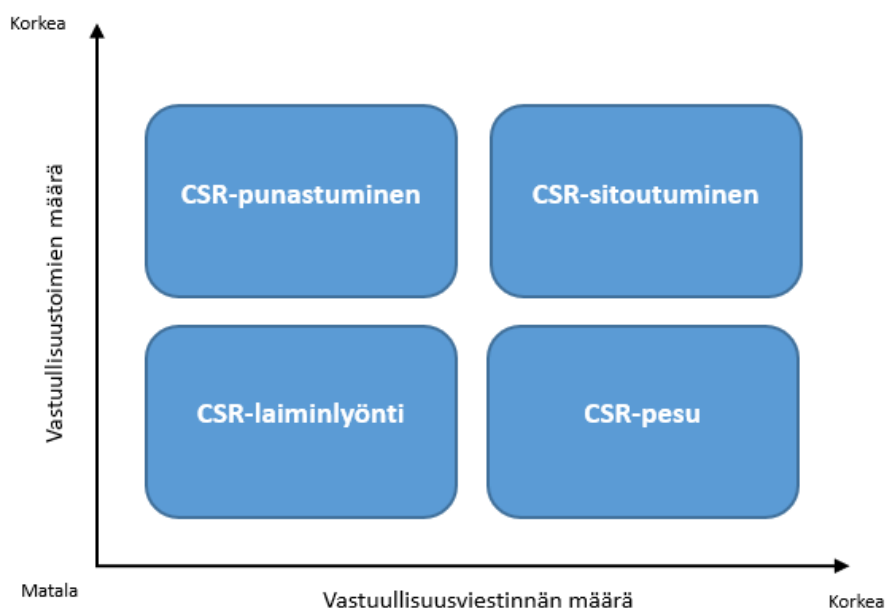 Korkea
Vastuullisuustoimien määrä
CSR-punastuminen
CSR-sitoutuminen
CSR-laiminlyönti
CSR-pesu
Matala
Vastuullisuusviestinnän määrä
Korkea